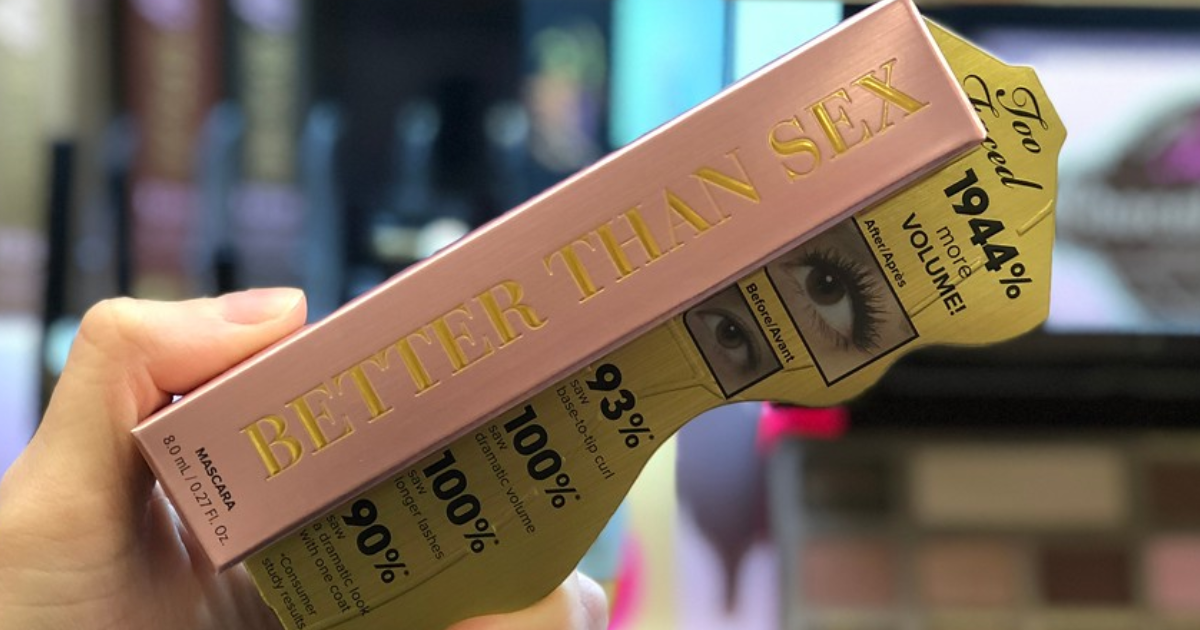 BETTER THAN SEX
MASCARA
8.0 mL / 0.27 Fl. Oz.
Too
Faced
1944%
more
VOLUME!
After/Après
Before/Avant
93%*
saw
base-to-tip curl
100%*
saw
dramatic volume
100%*
saw
longer lashes
90%*
saw
a dramatic look
with one coat
*Consumer
study results